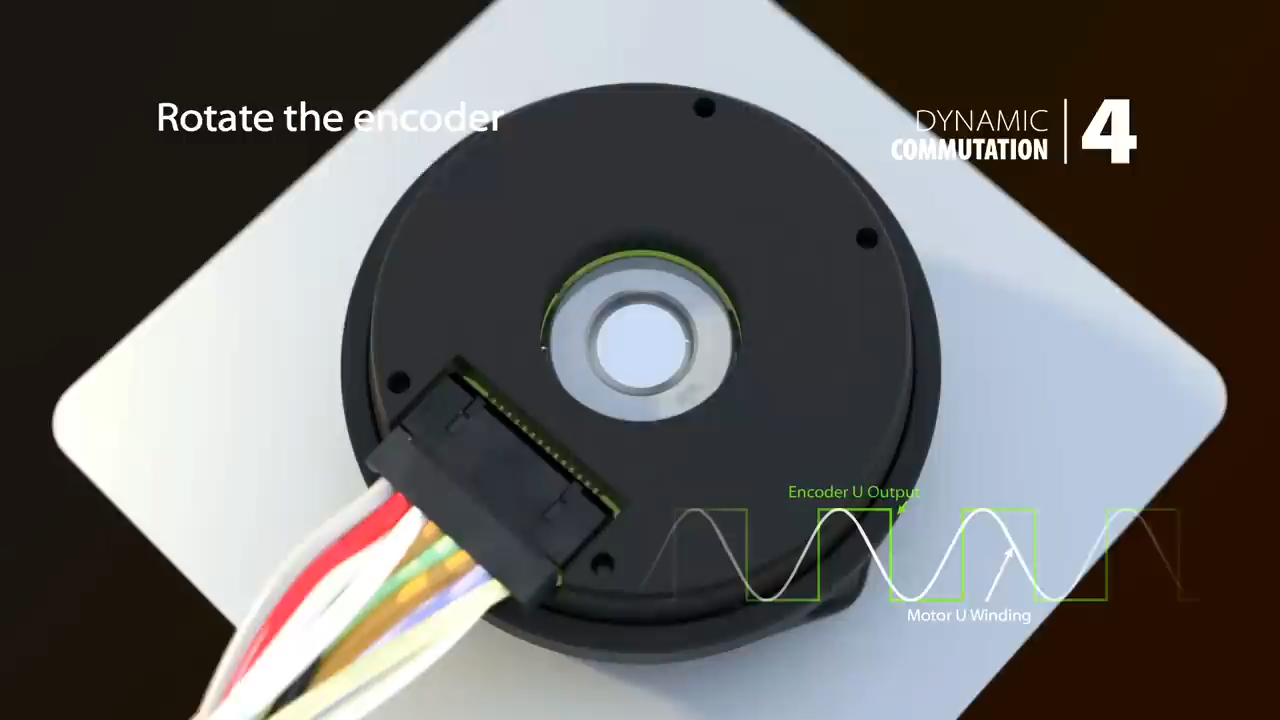 Rotate the encoder
DYNAMIC
COMMUTATION
4
Encoder U Output
Motor U Winding